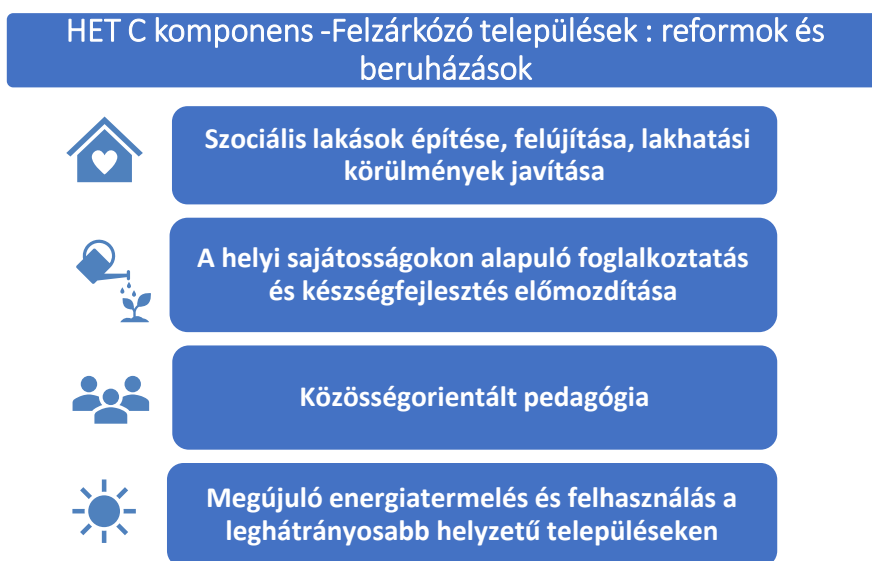 HET C komponens -Felzárkózó települések : reformok és
beruházások
Szociális lakások építése, felújítása, lakhatási
körülmények javítása
A helyi sajátosságokon alapuló foglalkoztatás
és készségfejlesztés előmozdítása
Közösségorientált pedagógia
Megújuló energiatermelés és felhasználás a
leghátrányosabb helyzetű településeken